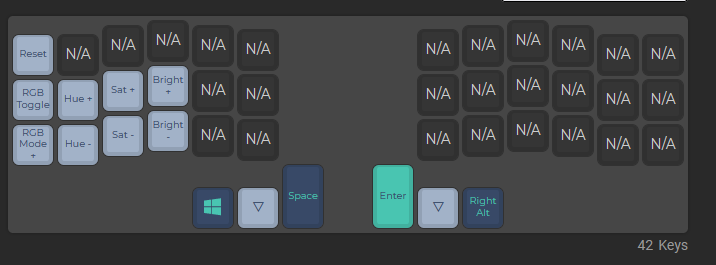 Reset N/A N/A N/A N/A N/A N/A N/A N/A N/A N/A N/A
RGB Toggle Hue + Sat + Bright + N/A N/A N/A N/A N/A N/A N/A N/A
RGB Mode + Hue - Sat - Bright - N/A N/A N/A N/A N/A N/A N/A N/A
Space Enter Right Alt
42 Keys